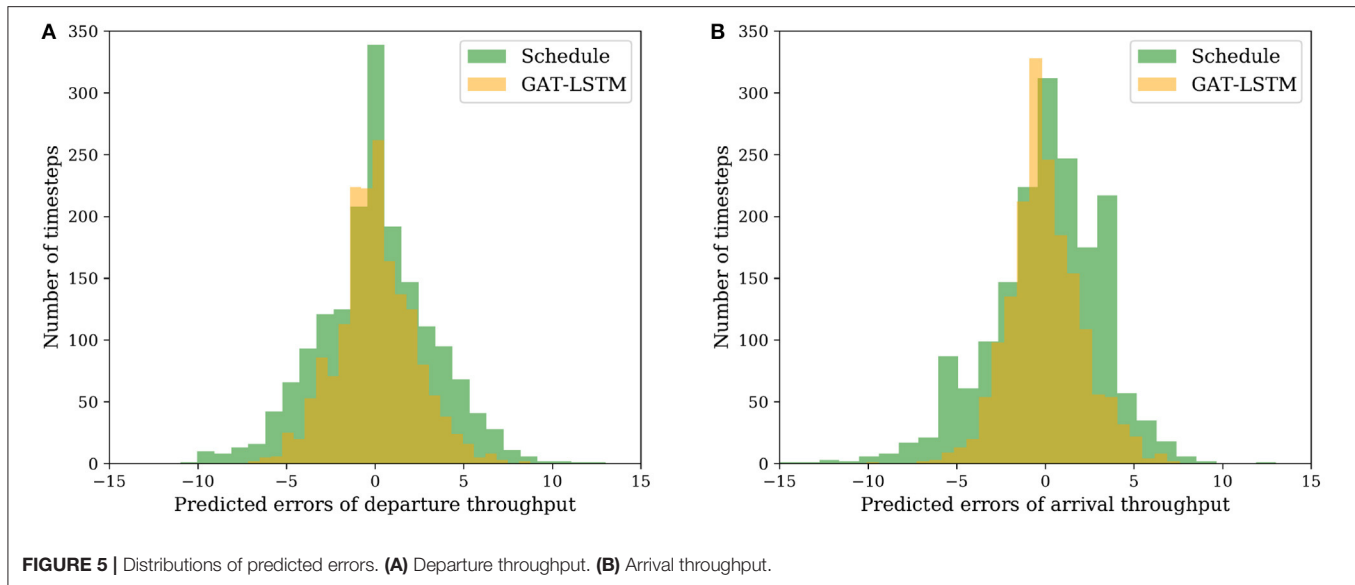 A
350
300
250
200
150
100
50
0
Number of timesteps
−15
−10
−5
0
5
10
15
Predicted errors of departure throughput
Schedule
GAT-LSTM
B
350
300
250
200
150
100
50
0
Number of timesteps
−15
−10
−5
0
5
10
15
Predicted errors of arrival throughput
Schedule
GAT-LSTM
FIGURE 5 | Distributions of predicted errors. (A) Departure throughput. (B) Arrival throughput.